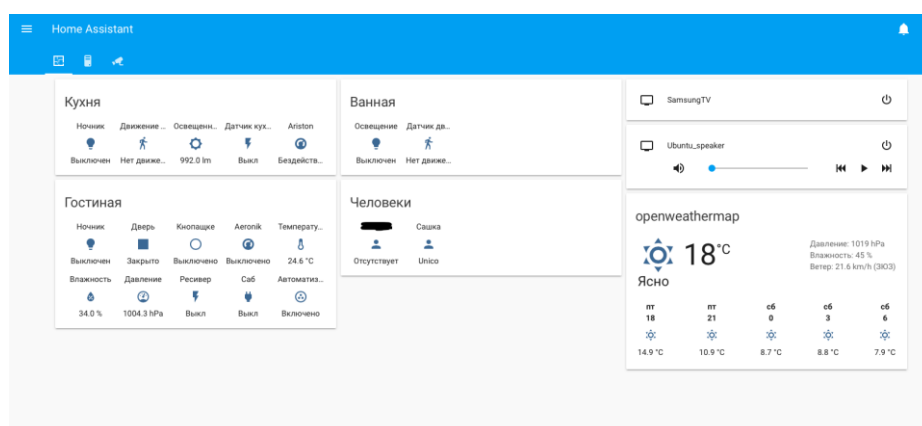 Home Assistant
Кухня
Ночник Движение ... Освещенн... Датчик кух... Ariston
Выключен Нет движе... 992.0 lm Выкл Бездейств...
Ванная
Освещение Датчик дв...
Выключен Нет движе...
Гостиная
Ночник Дверь Кнопащке Aeronik Температу...
Выключен Закрыто Выключено Выключено 24.6 °C
Влажность Давление Ресивер Саб Автоматиз...
34.0 % 1004.3 hPa Выкл Выкл Включено
Человеки
Сашка
Отсутствует Unico
SamsungTV
Ubuntu_speaker
openweathermap
18°C
Ясно
Давление: 1019 hPa
Влажность: 45 %
Ветер: 21.6 km/h (ЗЮЗ)
пт пт сб сб сб
18 21 0 3 6
14.9 °C 10.9 °C 8.7 °C 8.8 °C 7.9 °C